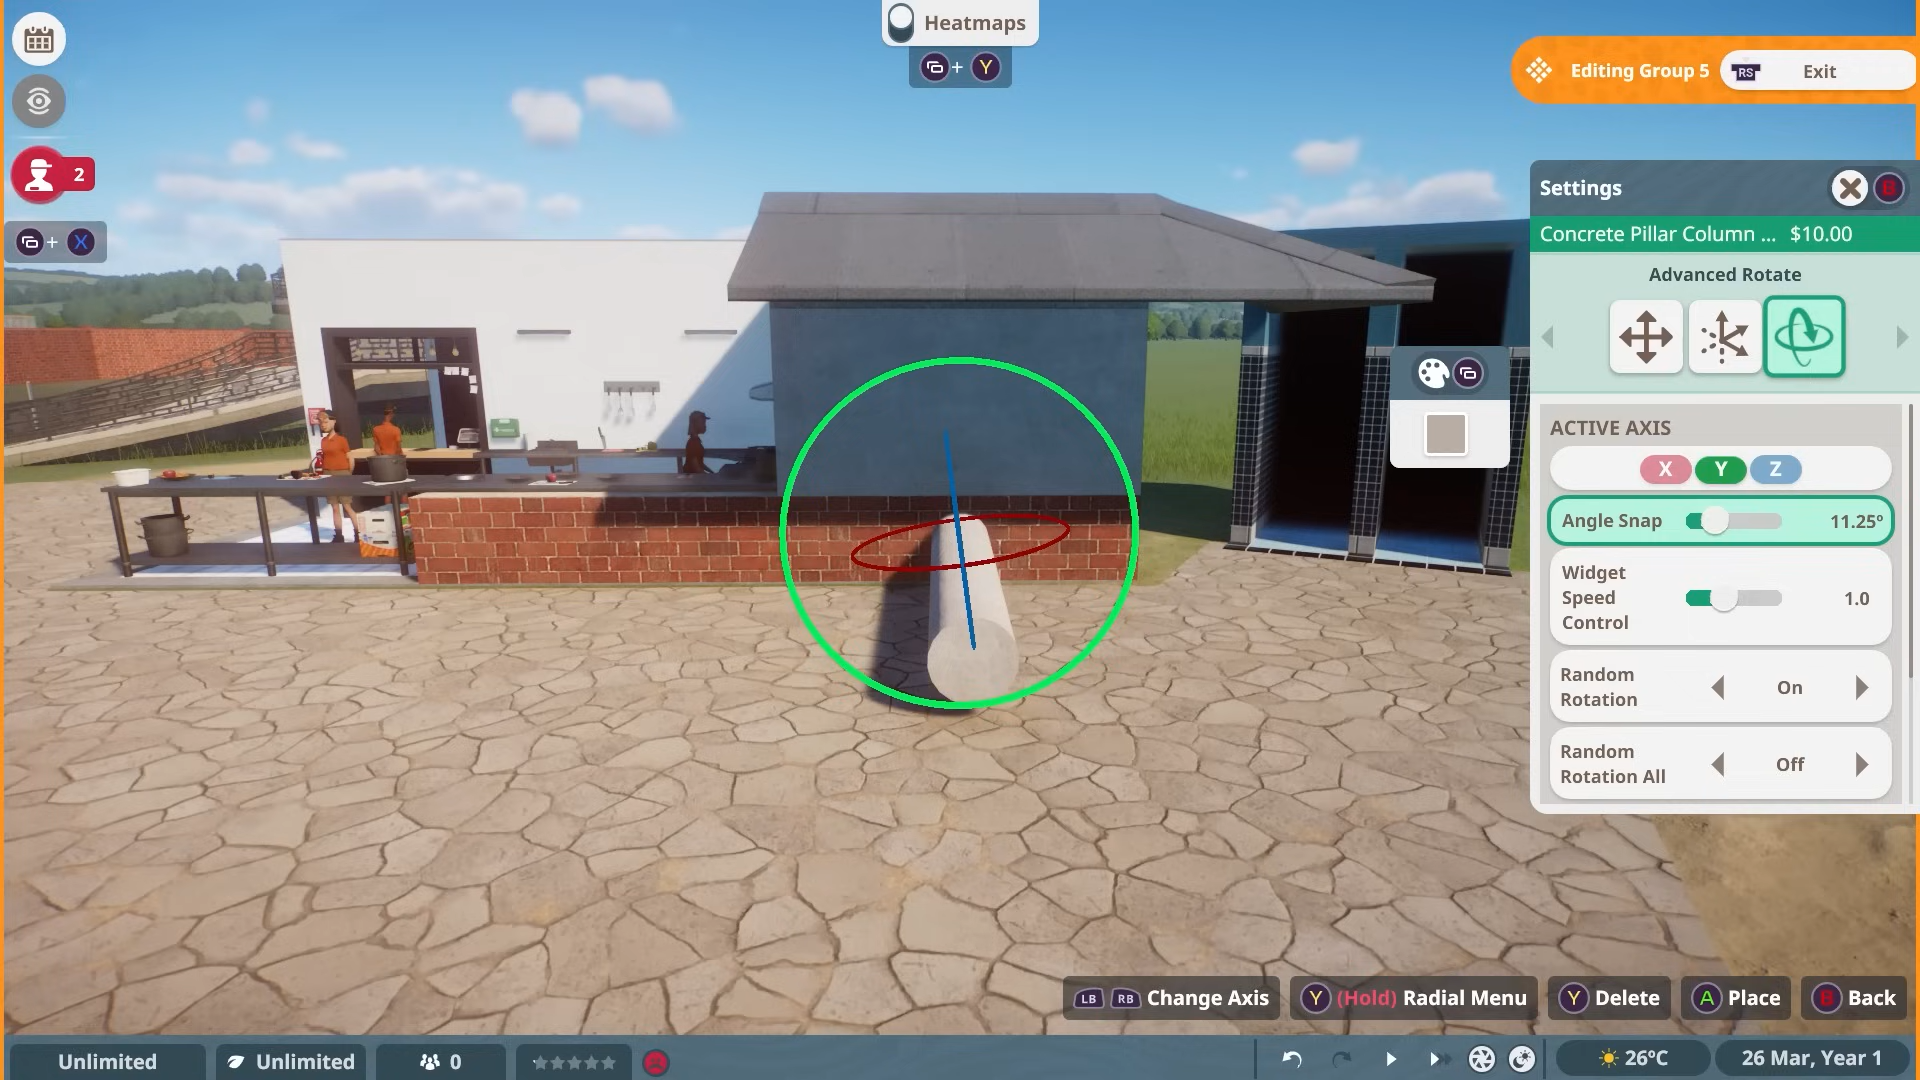 Heatmaps
+ Y
Editing Group 5
RS
Exit
2
+ X
Settings
B
Concrete Pillar Column ... $10.00
Advanced Rotate
ACTIVE AXIS
X Y Z
Angle Snap 11.25º
Widget
Speed
Control
1.0
Random
Rotation
On
Random
Rotation All
Off
LB RB Change Axis
Y (Hold) Radial Menu
Y Delete
A Place
B Back
Unlimited
Unlimited
0
26ºC
26 Mar, Year 1